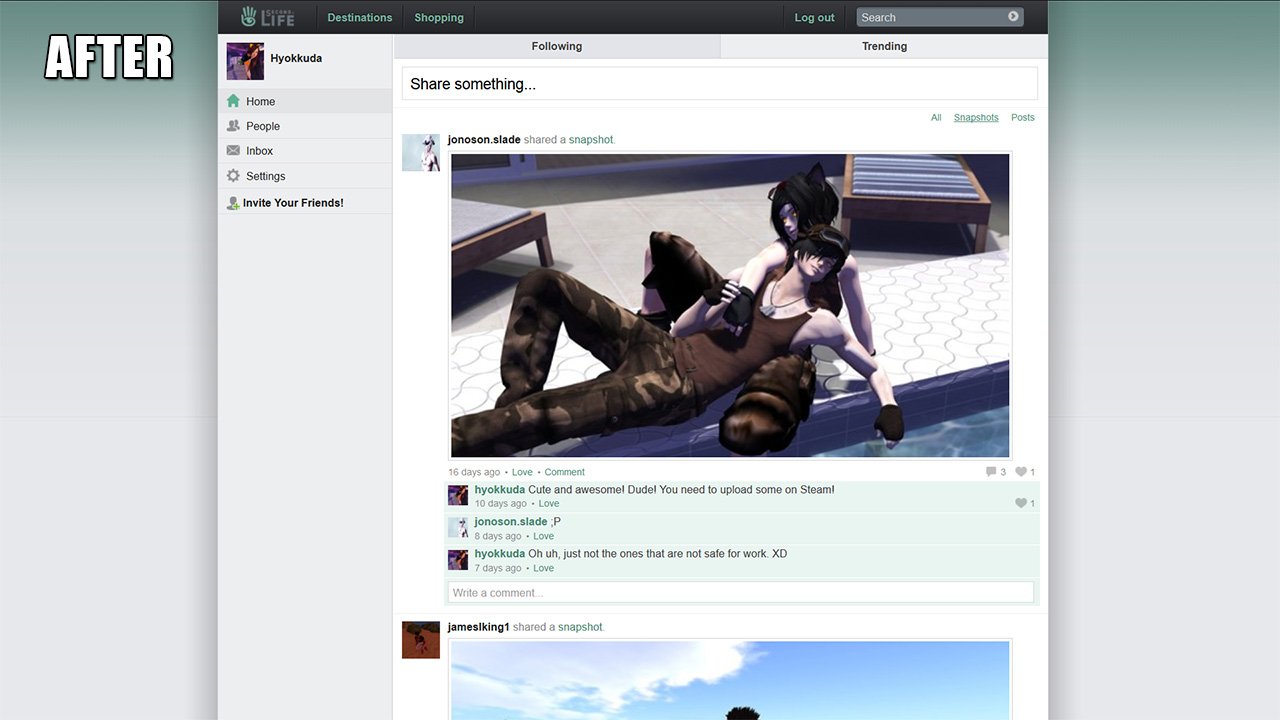 AFTER
SECOND LIFE
Destinations
Shopping
Log out
Search
Hyokkuda
Home
People
Inbox
Settings
Invite Your Friends!
Following
Trending
Share something...
All Snapshots Posts
jonoson.slade shared a snapshot.
16 days ago • Love • Comment
3 1
hyokkuda Cute and awesome! Dude! You need to upload some on Steam!
10 days ago • Love
1
jonoson.slade ;P
8 days ago • Love
hyokkuda Oh uh, just not the ones that are not safe for work. XD
7 days ago • Love
Write a comment...
jameslking1 shared a snapshot.